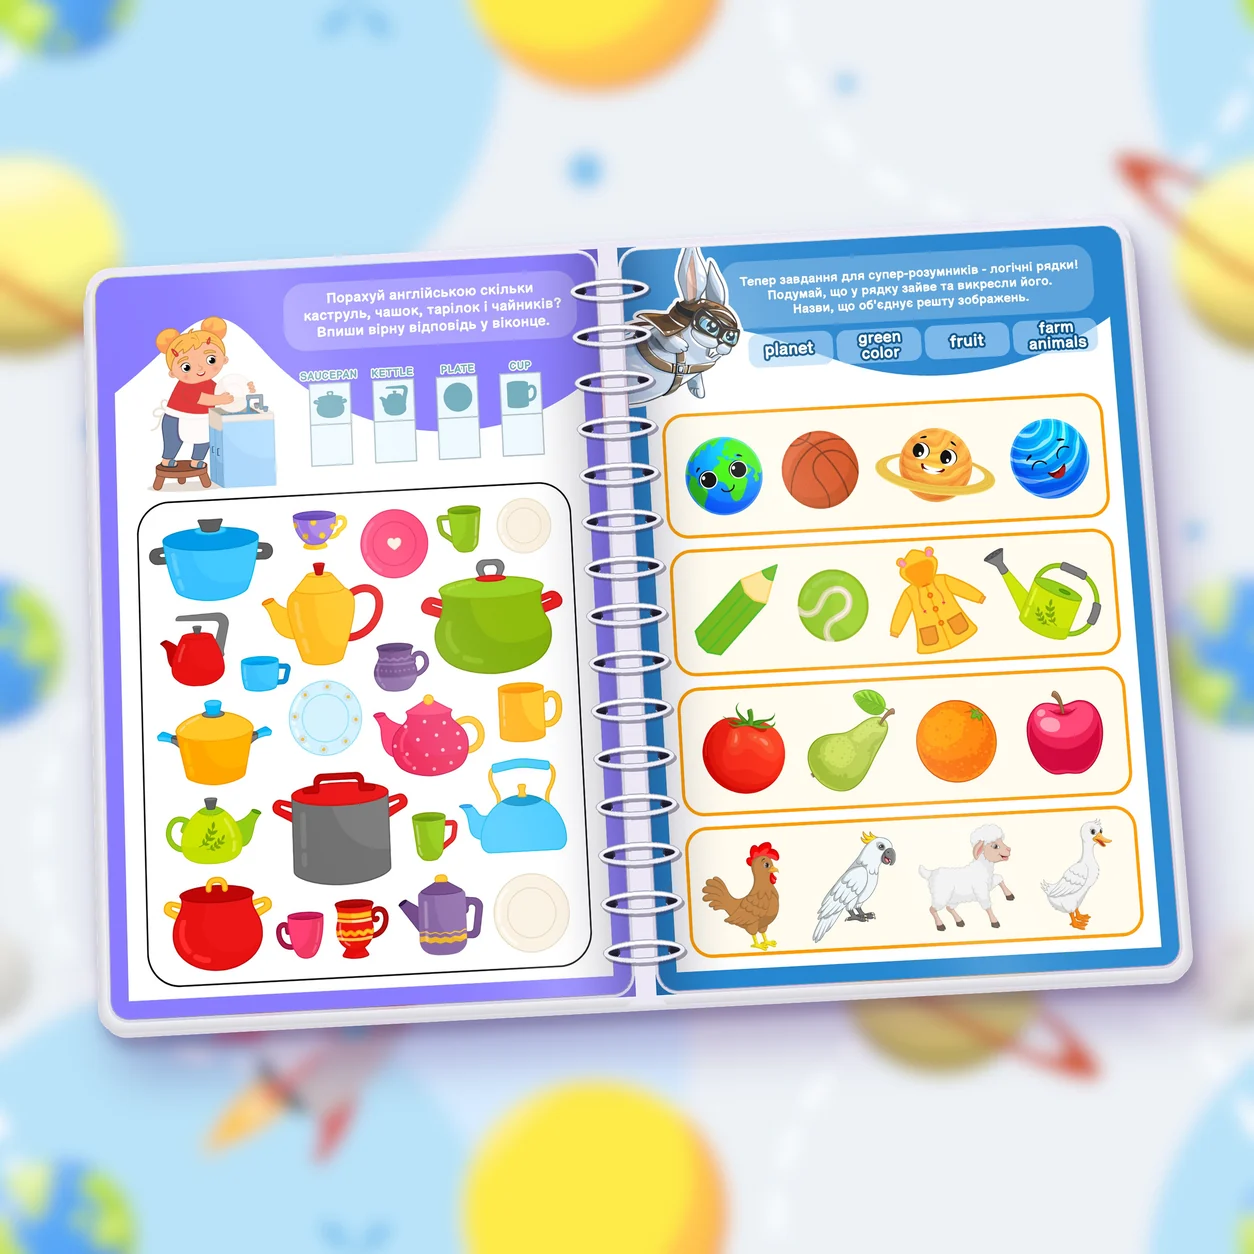 Порахуй англійською скільки
каструль, чашок, тарілок і чайників?
Впиши вірну відповідь у віконце.
SAUCEPAN
KETTLE
PLATE
CUP
Тепер завдання для супер-розумників - логічні рядки!
Подумай, що у рядку зайве та викресли його.
Назви, що об'єднує решту зображень.
planet
green
color
fruit
farm
animals